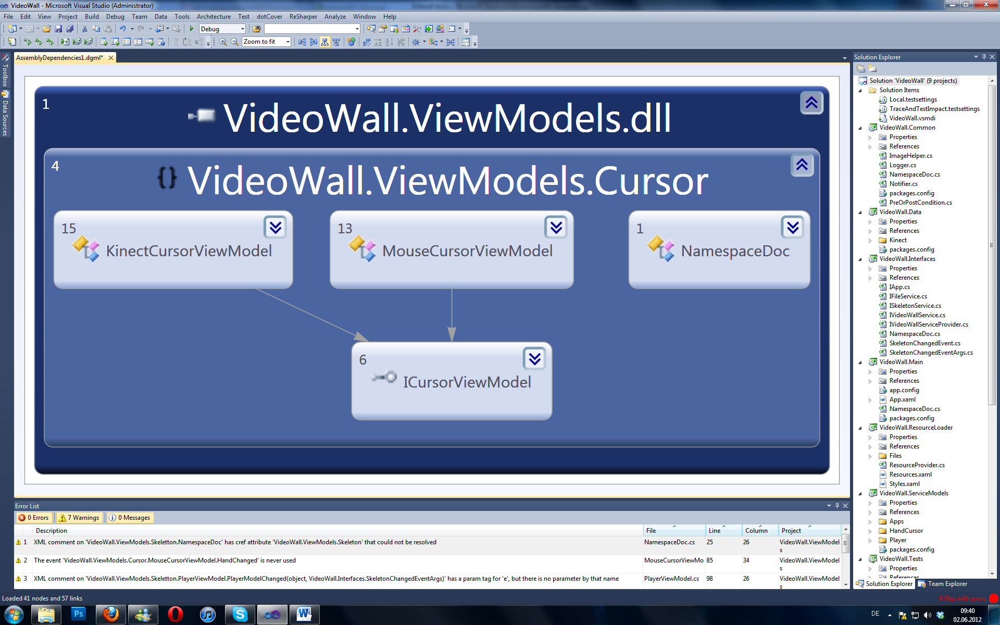 VideoWall - Microsoft Visual Studio (Administrator)
File Edit View Project Build Debug Team Data Tools Architecture Test dotCover ReSharper Analyze Window Help
Debug
Zoom to fit
Toolbox
Data Sources
AssemblyDependencies1.dgml*
1
VideoWall.ViewModels.dll
4
VideoWall.ViewModels.Cursor
15
KinectCursorViewModel
13
MouseCursorViewModel
1
NamespaceDoc
6
ICursorViewModel
Error List
0 Errors 7 Warnings 0 Messages
Description File Line Column Project
1 XML comment on 'VideoWall.ViewModels.Skeletton.NamespaceDoc' has cref attribute 'VideoWall.ViewModels.Skeleton' that could not be resolved NamespaceDoc.cs 25 26 VideoWall.ViewModel
s
2 The event 'VideoWall.ViewModels.Cursor.MouseCursorViewModel.HandChanged' is never used MouseCursorViewMo 85 34 VideoWall.ViewModel
s
3 XML comment on 'VideoWall.ViewModels.Skeletton.PlayerViewModel.PlayerModelChanged(object, VideoWall.Interfaces.SkeletonChangedEventArgs)' has a param tag for 'e', but there is no parameter by that name PlayerViewModel.cs 98 26 VideoWall.ViewModel
s
Solution Explorer
Solution 'VideoWall' (9 projects)
Solution Items
Local.testsettings
TraceAndTestImpact.testsettings
VideoWall.vsmdi
VideoWall.Common
Properties
References
ImageHelper.cs
Logger.cs
NamespaceDoc.cs
Notifier.cs
packages.config
PreOrPostCondition.cs
VideoWall.Data
Properties
References
Kinect
packages.config
VideoWall.Interfaces
Properties
References
IApp.cs
IFileService.cs
ISkeletonService.cs
IVideoWallService.cs
IVideoWallServiceProvider.cs
NamespaceDoc.cs
SkeletonChangedEvent.cs
SkeletonChangedEventArgs.cs
VideoWall.Main
Properties
References
app.config
App.xaml
NamespaceDoc.cs
packages.config
VideoWall.ResourceLoader
Properties
References
Files
ResourceProvider.cs
Resources.xaml
Styles.xaml
VideoWall.ServiceModels
Properties
References
Apps
HandCursor
Player
packages.config
VideoWall.Tests
Properties
References
Solution Explorer Team Explorer
Loaded 41 nodes and 57 links
6 files with errors
Ps
S
W
DE
09:40
02.06.2012